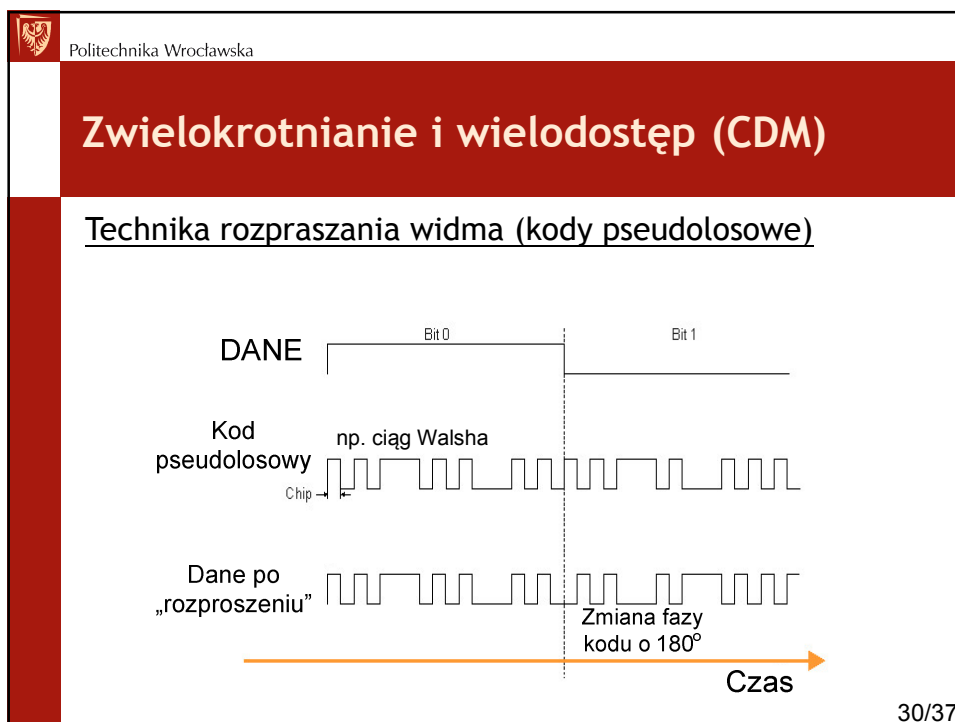 Politechnika Wrocławska
Zwielokrotnianie i wielodostęp (CDM)
Technika rozpraszania widma (kody pseudolosowe)
Bit 0
Bit 1
DANE
Kod
pseudolosowy
np. ciąg Walsha
Chip
Dane po
„rozproszeniu”
Zmiana fazy
kodu o 180°
Czas
30/37